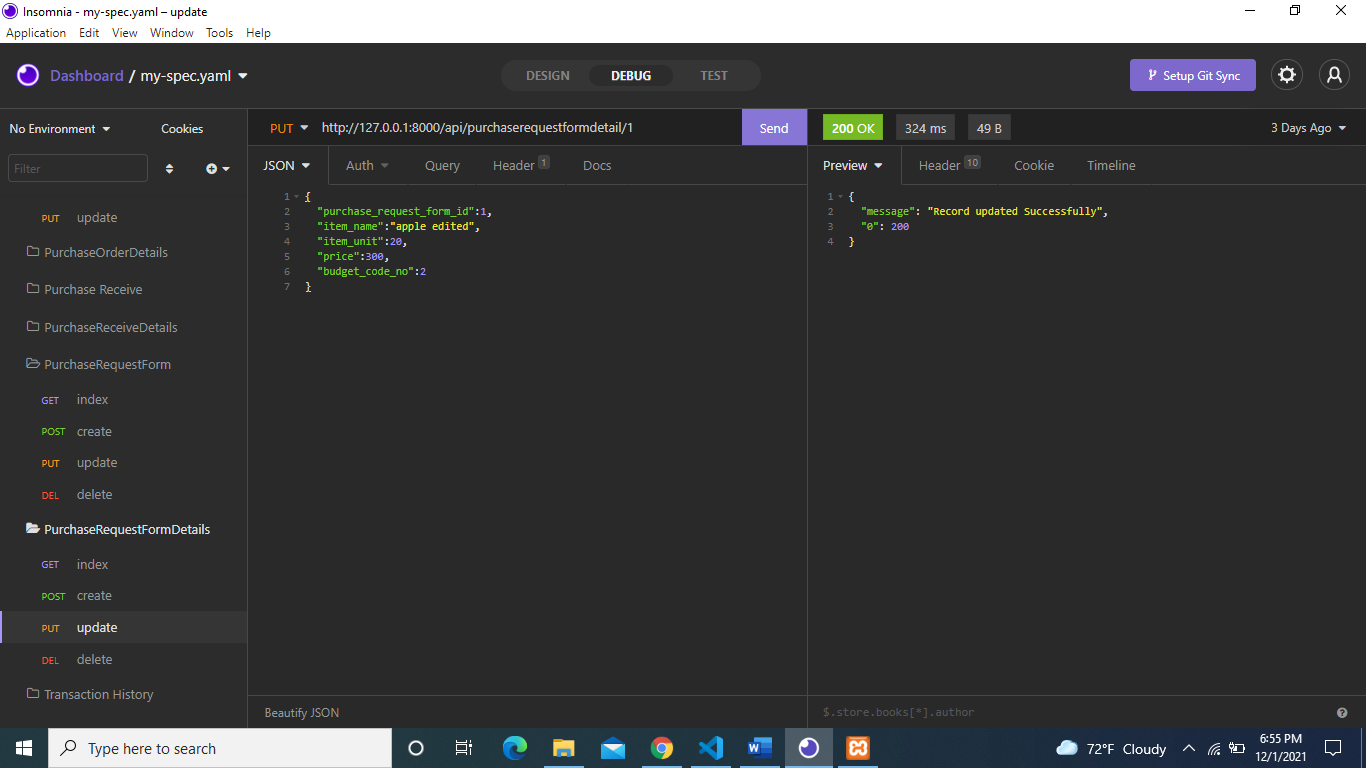 Insomnia - my-spec.yaml – update
Application Edit View Window Tools Help
Dashboard / my-spec.yaml
DESIGN DEBUG TEST
Setup Git Sync
No Environment Cookies
PUT http://127.0.0.1:8000/api/purchaserequestformdetail/1 Send
200 OK 324 ms 49 B 3 Days Ago
Filter
JSON Auth Query Header 1 Docs
Preview Header 10 Cookie Timeline
PUT update
PurchaseOrderDetails
Purchase Receive
PurchaseReceiveDetails
PurchaseRequestForm
GET index
POST create
PUT update
DEL delete
PurchaseRequestFormDetails
GET index
POST create
PUT update
DEL delete
Transaction History
1 {
2 "purchase_request_form_id":1,
3 "item_name":"apple edited",
4 "item_unit":20,
5 "price":300,
6 "budget_code_no":2
7 }
1 {
2 "message": "Record updated Successfully",
3 "0": 200
4 }
Beautify JSON
$.store.books[*].author
Type here to search
72°F Cloudy
6:55 PM
12/1/2021